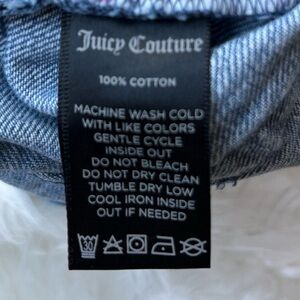 Juicy Couture
100% COTTON
MACHINE WASH COLD
WITH LIKE COLORS
GENTLE CYCLE
INSIDE OUT
DO NOT BLEACH
DO NOT DRY CLEAN
TUMBLE DRY LOW
COOL IRON INSIDE
OUT IF NEEDED
30